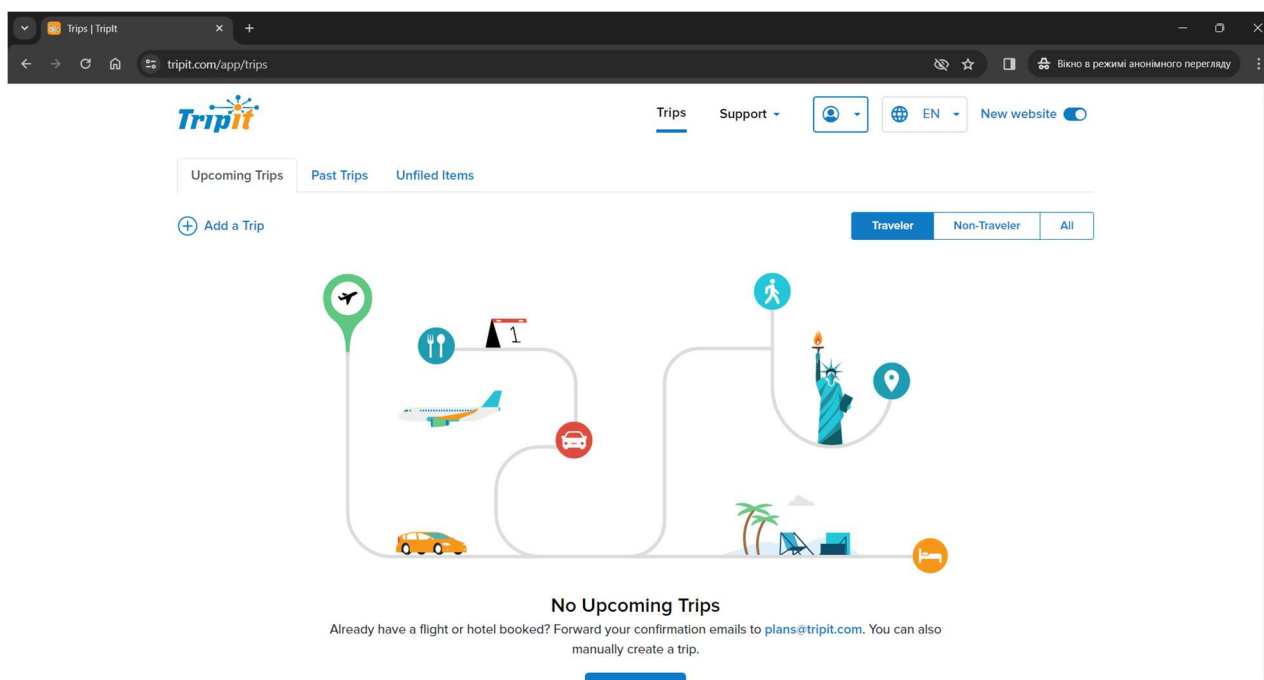 Trips | TripIt
tripit.com/app/trips
Вікно в режимі анонімного перегляду
TripIt
Trips
Support
EN
New website
Upcoming Trips
Past Trips
Unfiled Items
Add a Trip
Traveler
Non-Traveler
All
1
No Upcoming Trips
Already have a flight or hotel booked? Forward your confirmation emails to plans@tripit.com. You can also
manually create a trip.